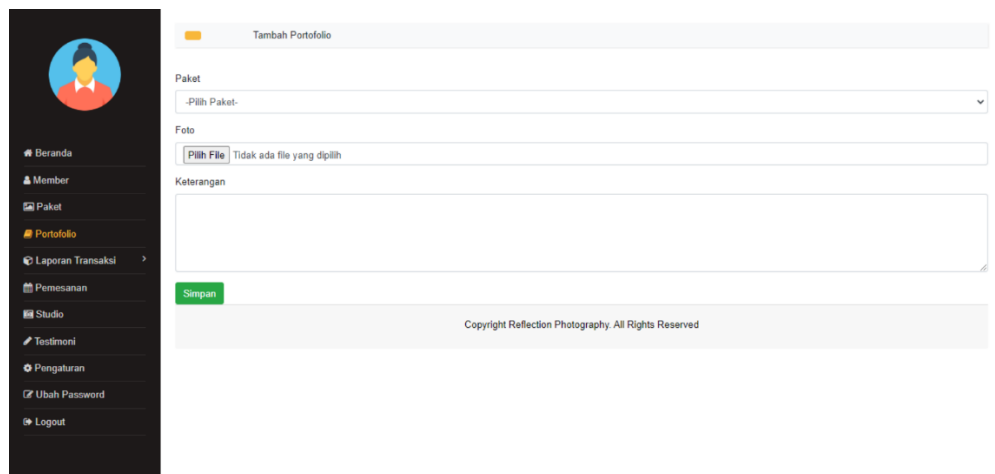 Tambah Portofolio
Paket
-Pilih Paket-
Foto
Pilih File Tidak ada file yang dipilih
Keterangan
Simpan
Copyright Reflection Photography. All Rights Reserved
Beranda
Member
Paket
Portofolio
Laporan Transaksi
Pemesanan
Studio
Testimoni
Pengaturan
Ubah Password
Logout